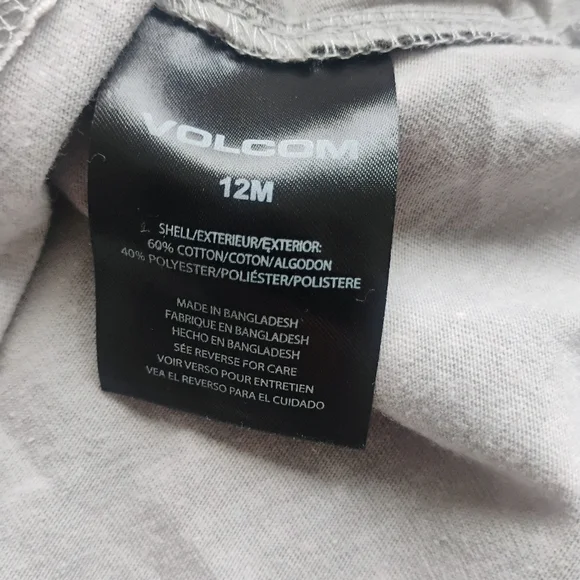 VOLCOM
12M
SHELL/EXTERIEUR/EXTERIOR:
60% COTTON/COTON/ALGODON
40% POLYESTER/POLIÉSTER/POLISTERE
MADE IN BANGLADESH
FABRIQUE EN BANGLADESH
HECHO EN BANGLADESH
SÉE REVERSE FOR CARE
VOIR VERSO POUR ENTRETIEN
VEA EL REVERSO PARA EL CUIDADO